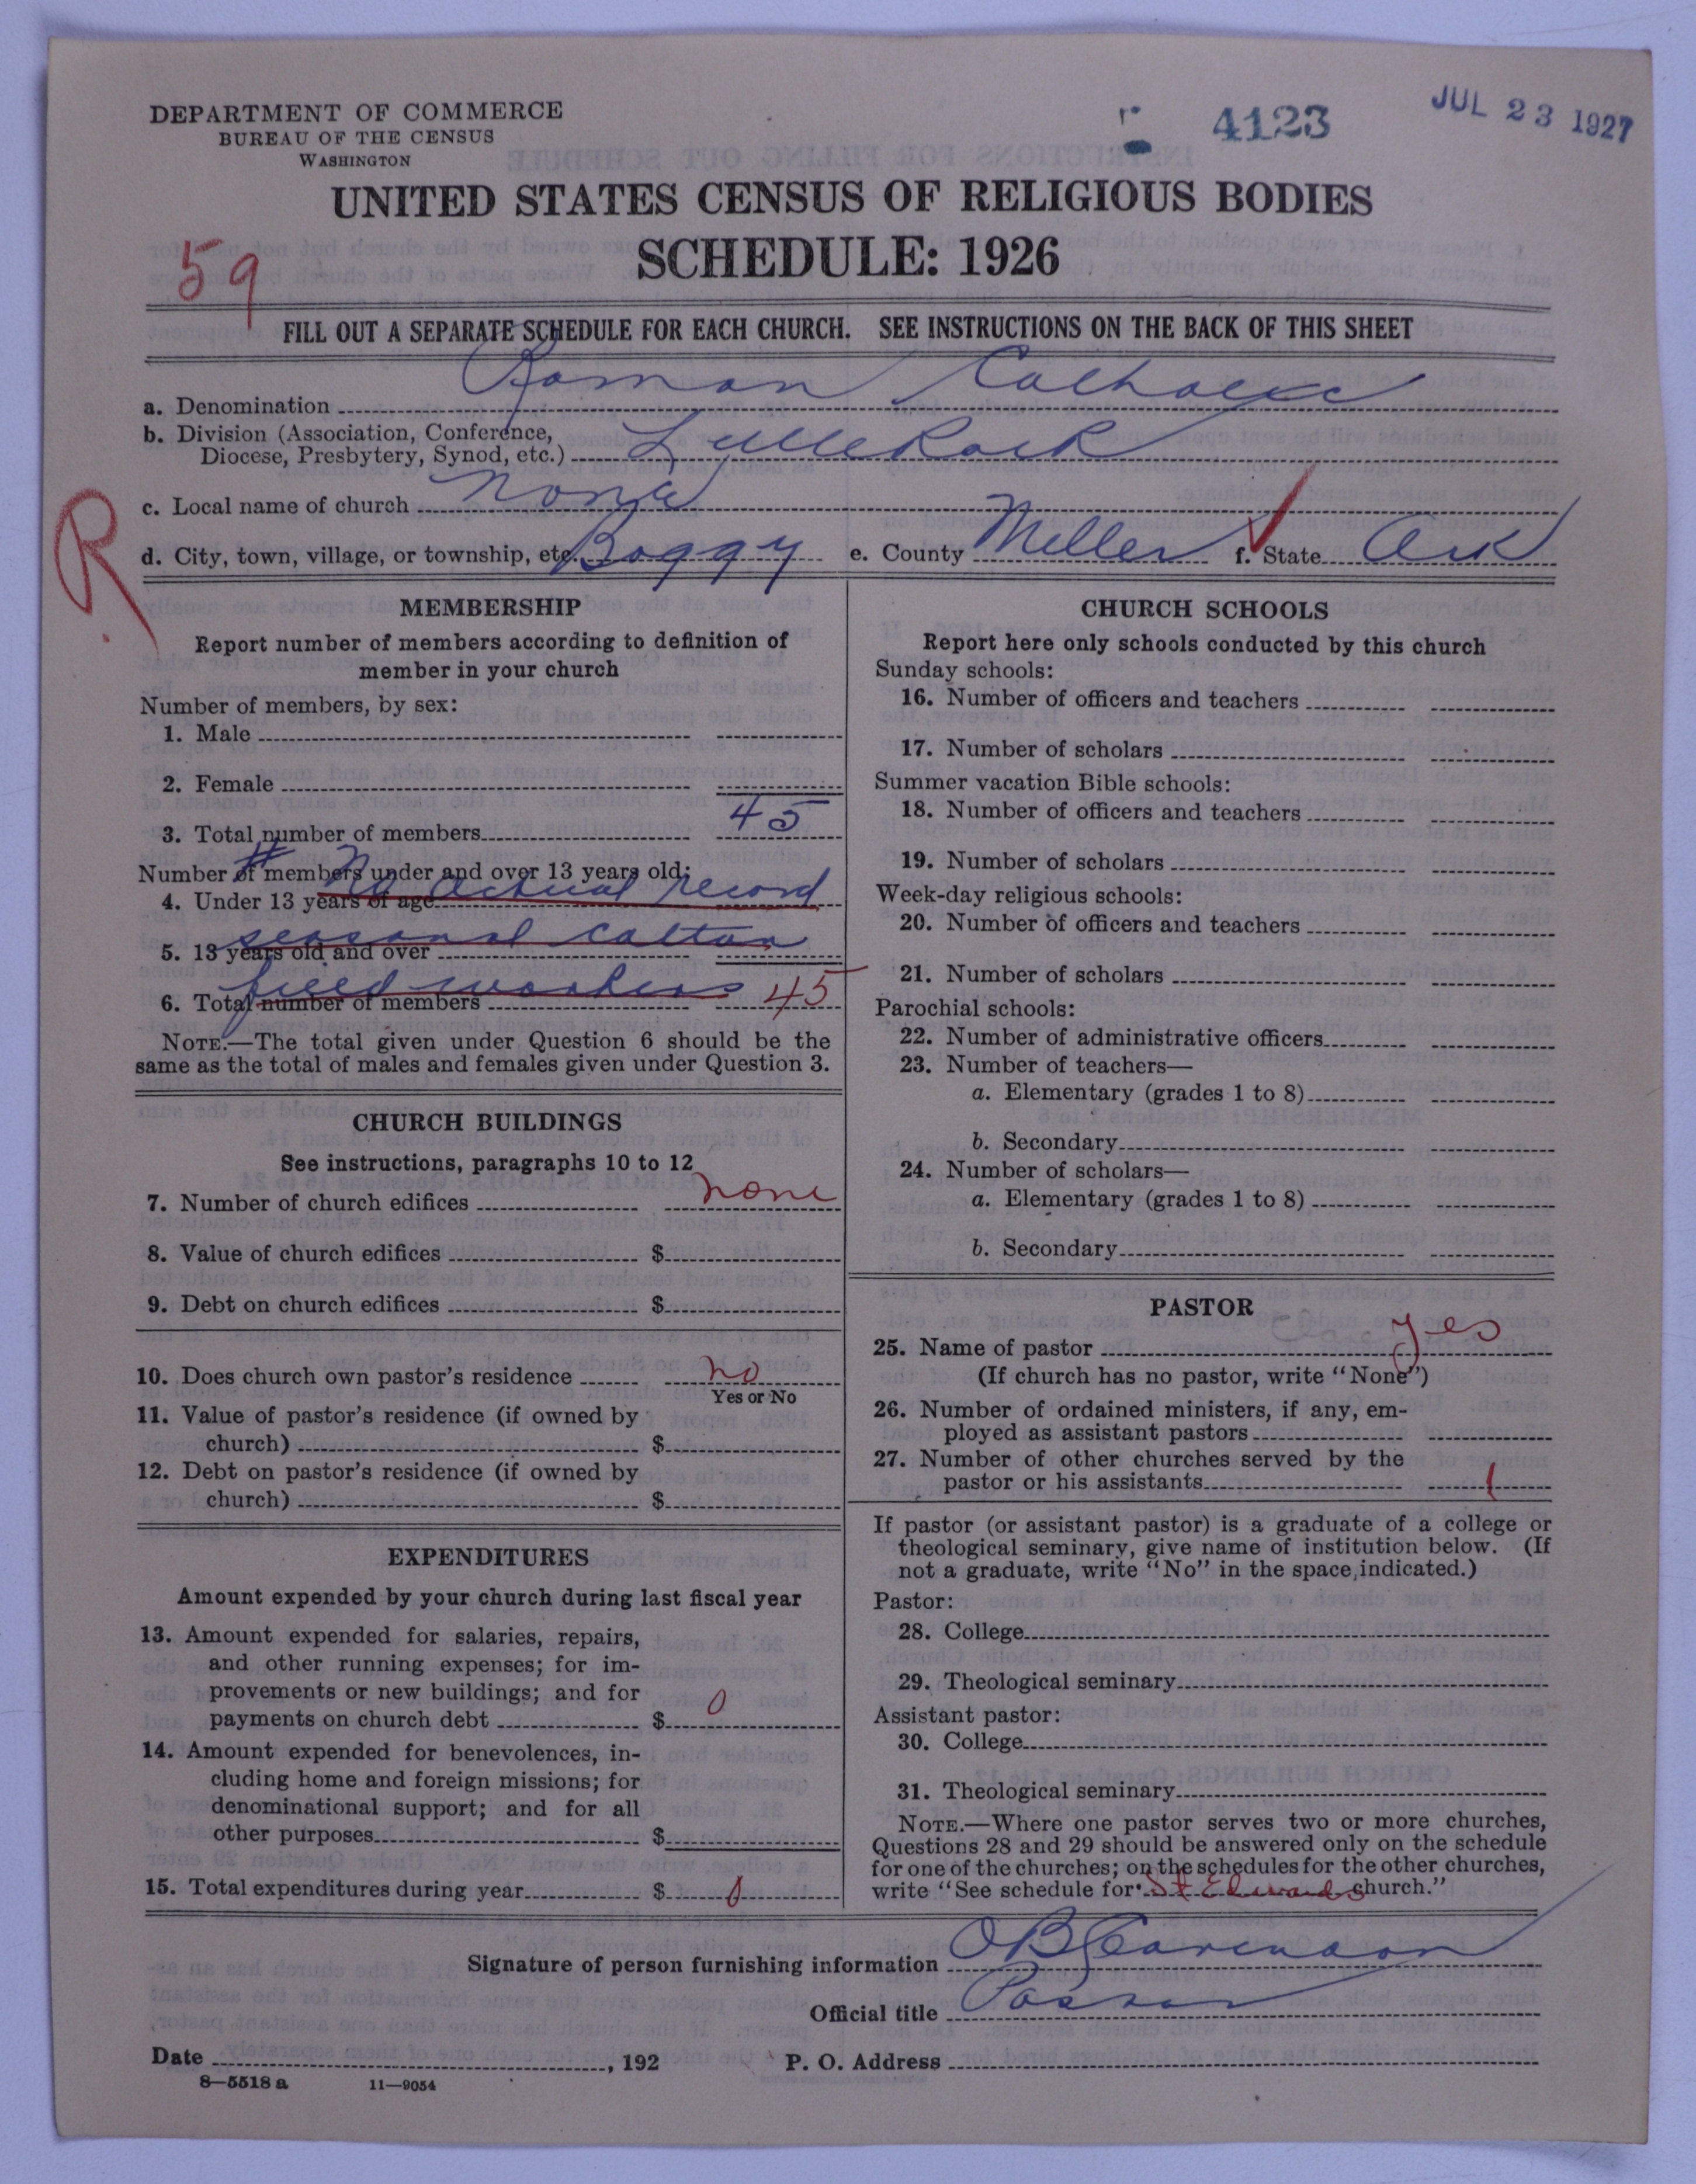 DEPARTMENT OF COMMERCE
BUREAU OF THE CENSUS
WASHINGTON
4123
JUL 23 1927
UNITED STATES CENSUS OF RELIGIOUS BODIES
SCHEDULE: 1926
59
FILL OUT A SEPARATE SCHEDULE FOR EACH CHURCH. SEE INSTRUCTIONS ON THE BACK OF THIS SHEET
a. Denomination Roman Catholic
b. Division (Association, Conference,
Diocese, Presbytery, Synod, etc.) Little Rock
c. Local name of church None
R
d. City, town, village, or township, etc. Boggy e. County Miller f. State Ark
MEMBERSHIP
Report number of members according to definition of
member in your church
Number of members, by sex:
1. Male
2. Female
3. Total number of members 45
Number of members under and over 13 years old:
4. Under 13 years of age No actual record
5. 13 years old and over seasonal cotton
6. Total number of members field workers 45
NOTE.—The total given under Question 6 should be the
same as the total of males and females given under Question 3.
CHURCH BUILDINGS
See instructions, paragraphs 10 to 12
7. Number of church edifices none
8. Value of church edifices $
9. Debt on church edifices $
10. Does church own pastor's residence no
Yes or No
11. Value of pastor's residence (if owned by
church) $
12. Debt on pastor's residence (if owned by
church) $
EXPENDITURES
Amount expended by your church during last fiscal year
13. Amount expended for salaries, repairs,
and other running expenses; for im-
provements or new buildings; and for
payments on church debt $ 0
14. Amount expended for benevolences, in-
cluding home and foreign missions; for
denominational support; and for all
other purposes $
15. Total expenditures during year $ 0
CHURCH SCHOOLS
Report here only schools conducted by this church
Sunday schools:
16. Number of officers and teachers
17. Number of scholars
Summer vacation Bible schools:
18. Number of officers and teachers
19. Number of scholars
Week-day religious schools:
20. Number of officers and teachers
21. Number of scholars
Parochial schools:
22. Number of administrative officers
23. Number of teachers—
a. Elementary (grades 1 to 8)
b. Secondary
24. Number of scholars—
a. Elementary (grades 1 to 8)
b. Secondary
PASTOR
25. Name of pastor yes
(If church has no pastor, write "None")
26. Number of ordained ministers, if any, em-
ployed as assistant pastors
27. Number of other churches served by the
pastor or his assistants 1
If pastor (or assistant pastor) is a graduate of a college or
theological seminary, give name of institution below. (If
not a graduate, write "No" in the space indicated.)
Pastor:
28. College
29. Theological seminary
Assistant pastor:
30. College
31. Theological seminary
NOTE.—Where one pastor serves two or more churches,
Questions 28 and 29 should be answered only on the schedule
for one of the churches; on the schedules for the other churches,
write "See schedule for St Edwards church."
Signature of person furnishing information
Official title Pastor
Date , 192 P. O. Address
8—5518 a 11—9054